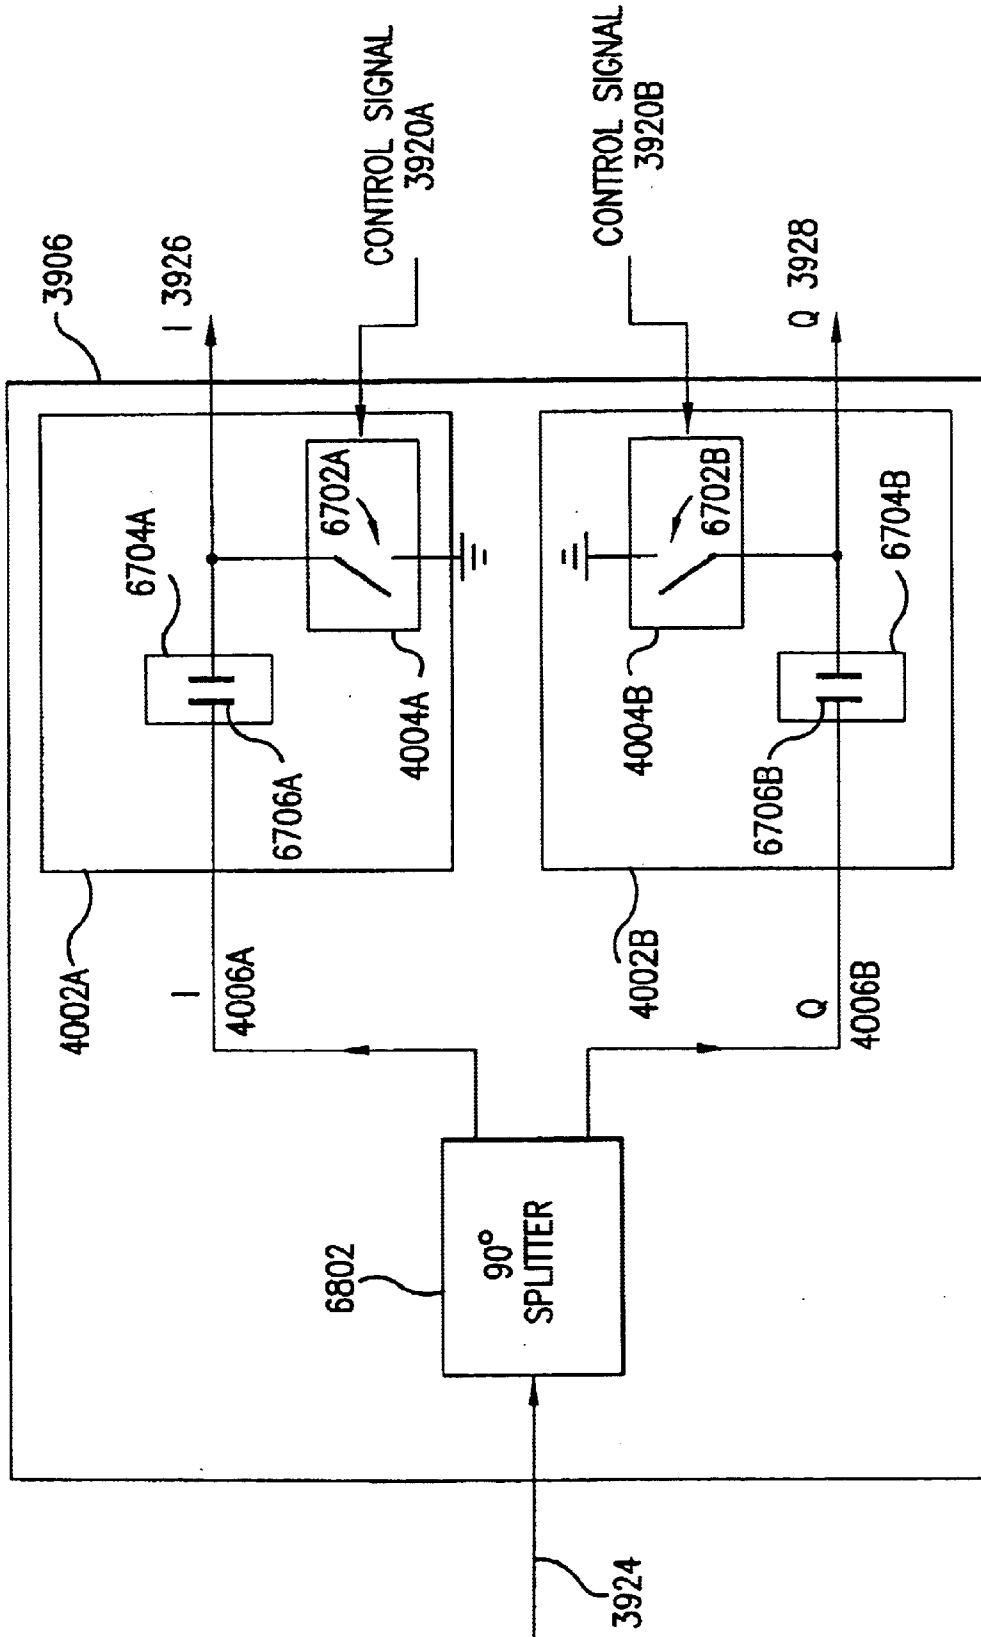 3906
I 3926
6704A
6702A
CONTROL SIGNAL
3920A
4002A
I
4006A
6706A
4004A
CONTROL SIGNAL
3920B
6702B
6704B
Q 3928
6802
90°
SPLITTER
3924
4002B
4004B
6706B
Q
4006B